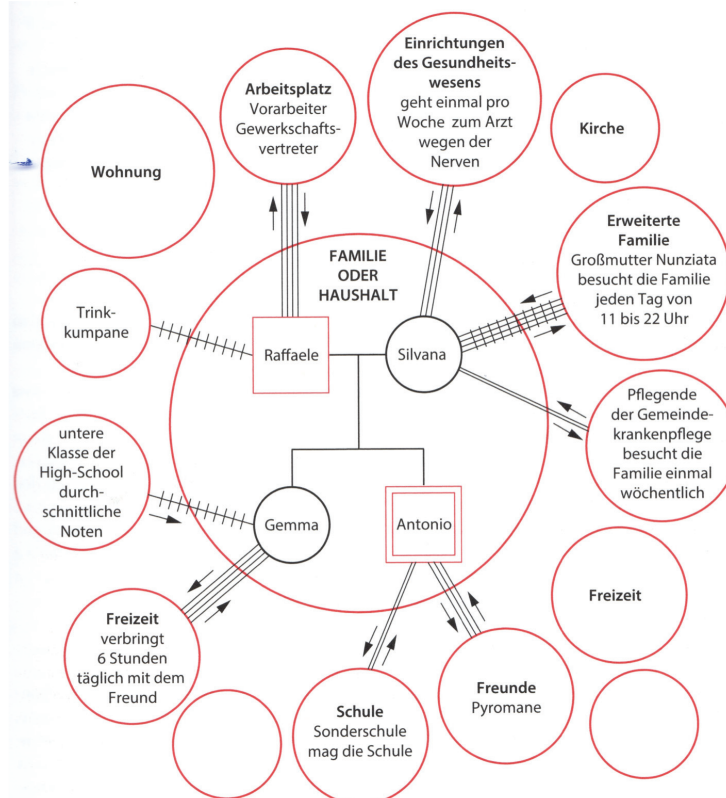 Einrichtungen
des Gesundheits-
wesens
geht einmal pro
Woche zum Arzt
wegen der
Nerven
Arbeitsplatz
Vorarbeiter
Gewerkschafts-
vertreter
Kirche
Wohnung
Erweiterte
Familie
Großmutter Nunziata
besucht die Familie
jeden Tag von
11 bis 22 Uhr
FAMILIE
ODER
HAUSHALT
Trink-
kumpane
Raffaele
Silvana
Pflegende
der Gemeinde-
krankenpflege
besucht die
Familie einmal
wöchentlich
untere
Klasse der
High-School
durch-
schnittliche
Noten
Gemma
Antonio
Freizeit
verbringt
6 Stunden
täglich mit dem
Freund
Freizeit
Schule
Sonderschule
mag die Schule
Freunde
Pyromane